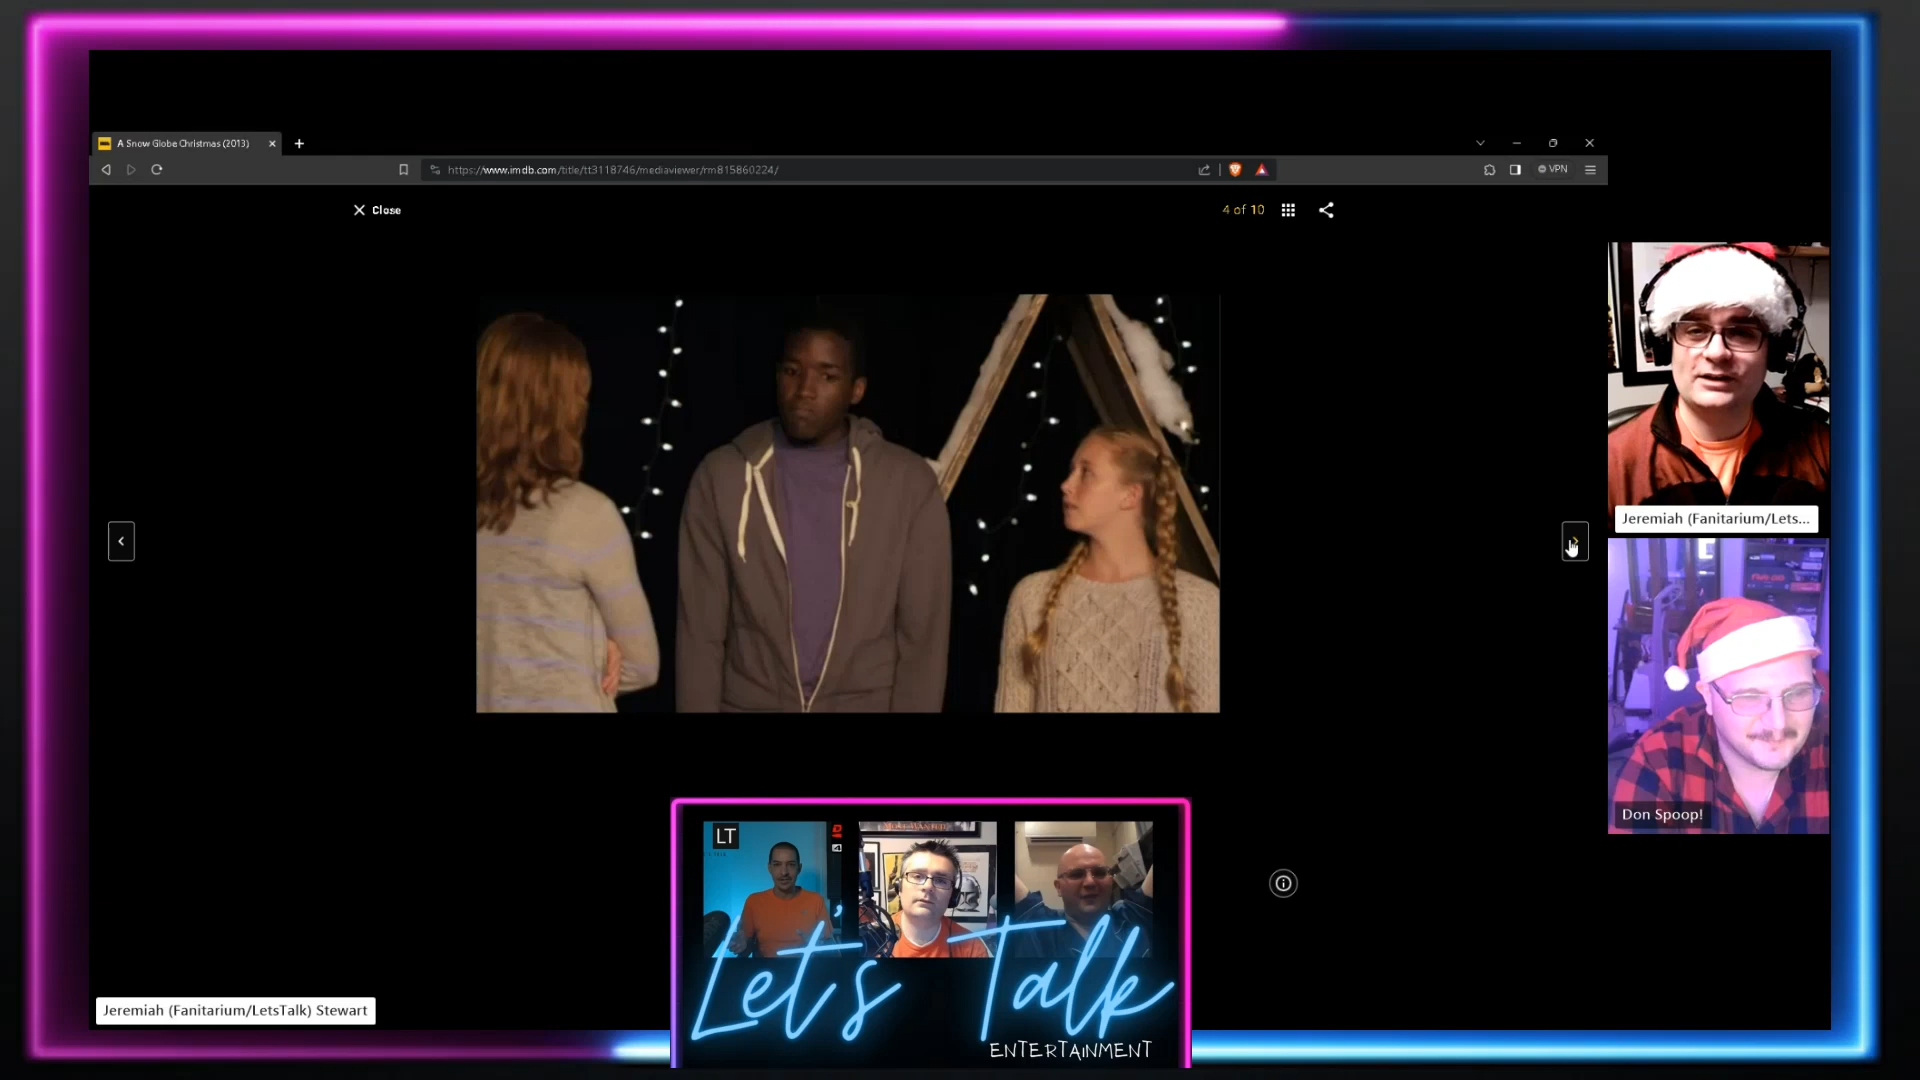 A Snow Globe Christmas (2013)
https://www.imdb.com/title/tt3118746/mediaviewer/rm815860224/
VPN
Close
4 of 10
Jeremiah (Fanitarium/Lets...
Don Spoop!
LT
Let's Talk
ENTERTAINMENT
Jeremiah (Fanitarium/LetsTalk) Stewart